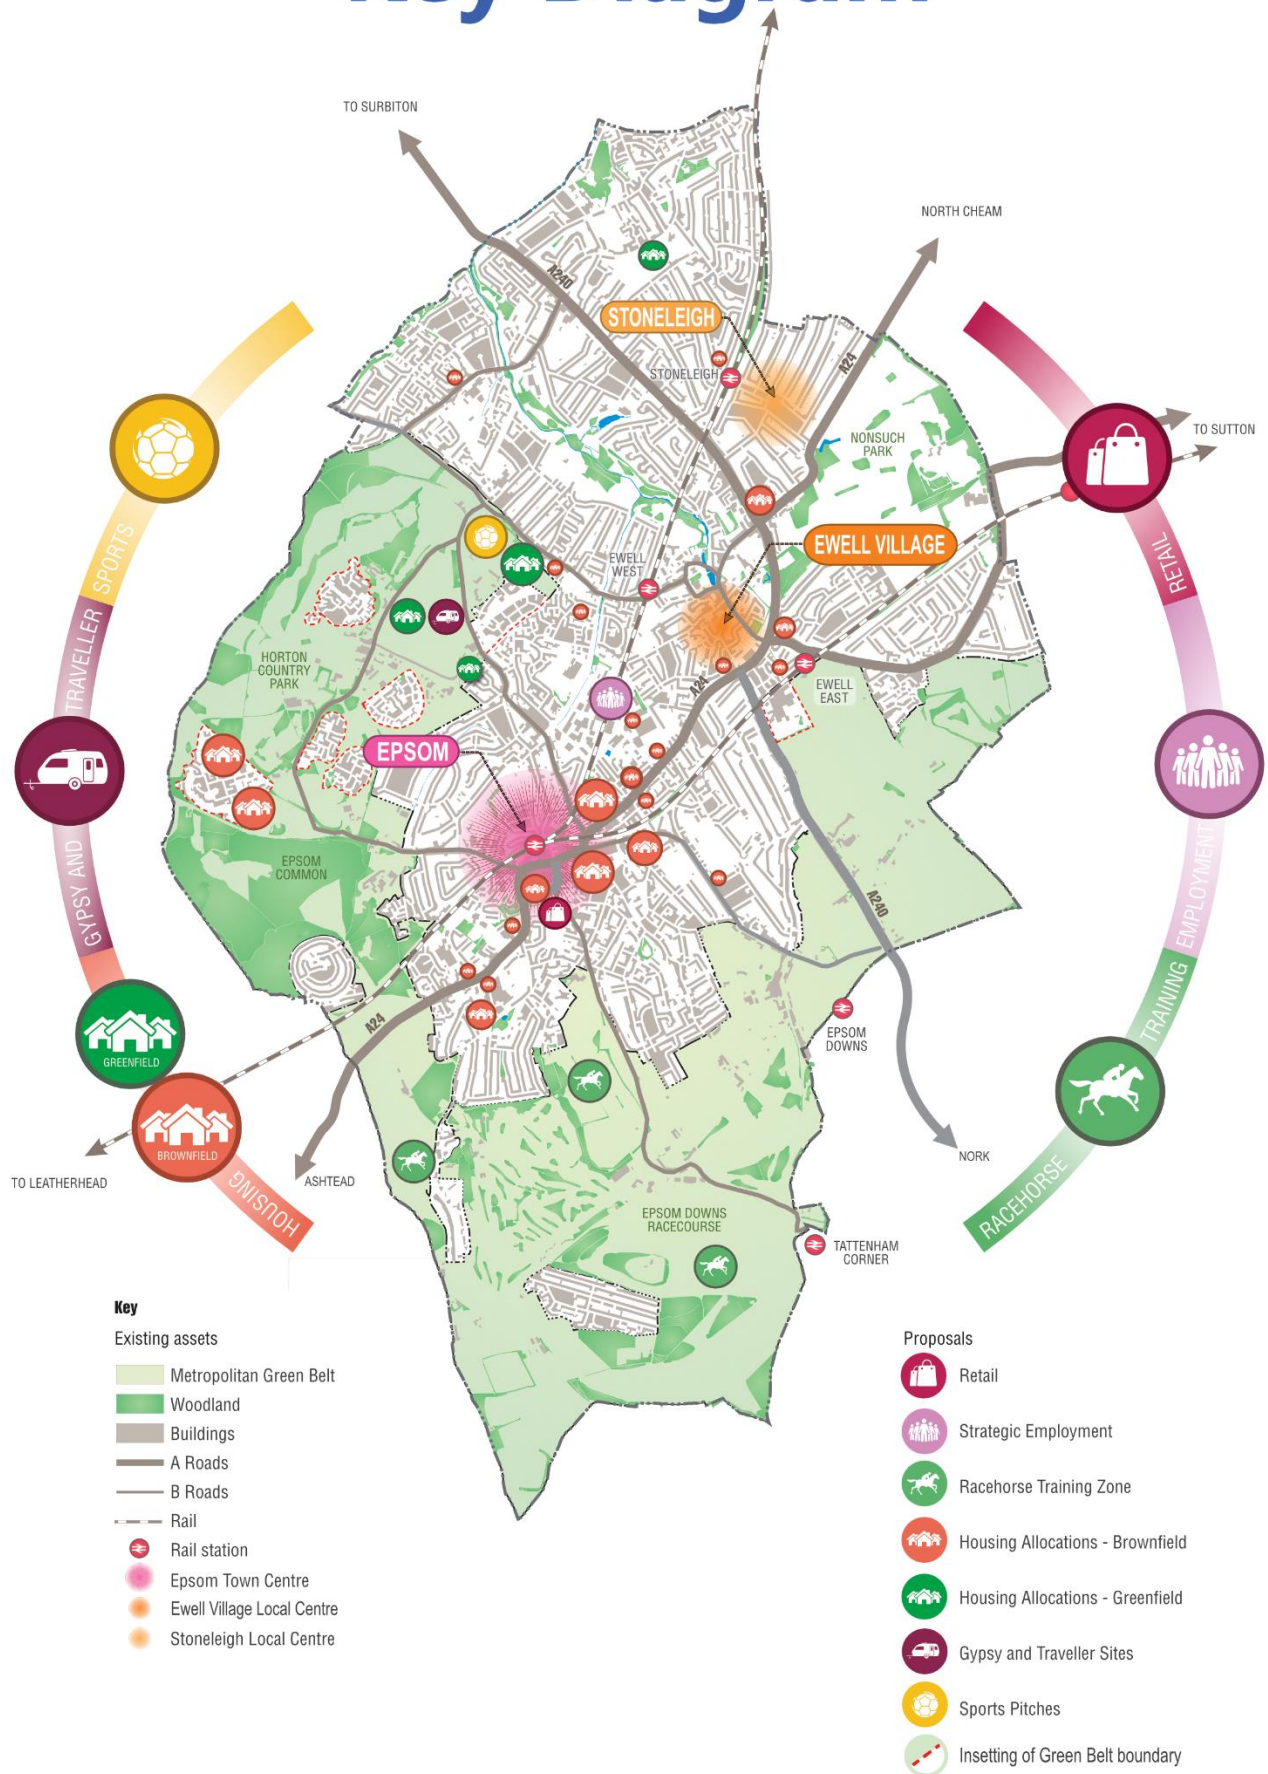 Key Diagram
TO SURBITON
NORTH CHEAM
A240
STONELEIGH
STONELEIGH
A24
NONSUCH
PARK
TO SUTTON
EWELL VILLAGE
EWELL
WEST
SPORTS
RETAIL
TRAVELLER
HORTON
COUNTRY
PARK
A24
EWELL
EAST
EPSOM
GYPSY AND
EPSOM
COMMON
EMPLOYMENT
A240
TRAINING
A24
EPSOM
DOWNS
GREENFIELD
BROWNFIELD
NORK
TO LEATHERHEAD
ASHTEAD
HOUSING
RACEHORSE
EPSOM DOWNS
RACECOURSE
TATTENHAM
CORNER
Key
Existing assets
Metropolitan Green Belt
Woodland
Buildings
A Roads
B Roads
Rail
Rail station
Epsom Town Centre
Ewell Village Local Centre
Stoneleigh Local Centre
Proposals
Retail
Strategic Employment
Racehorse Training Zone
Housing Allocations - Brownfield
Housing Allocations - Greenfield
Gypsy and Traveller Sites
Sports Pitches
Insetting of Green Belt boundary